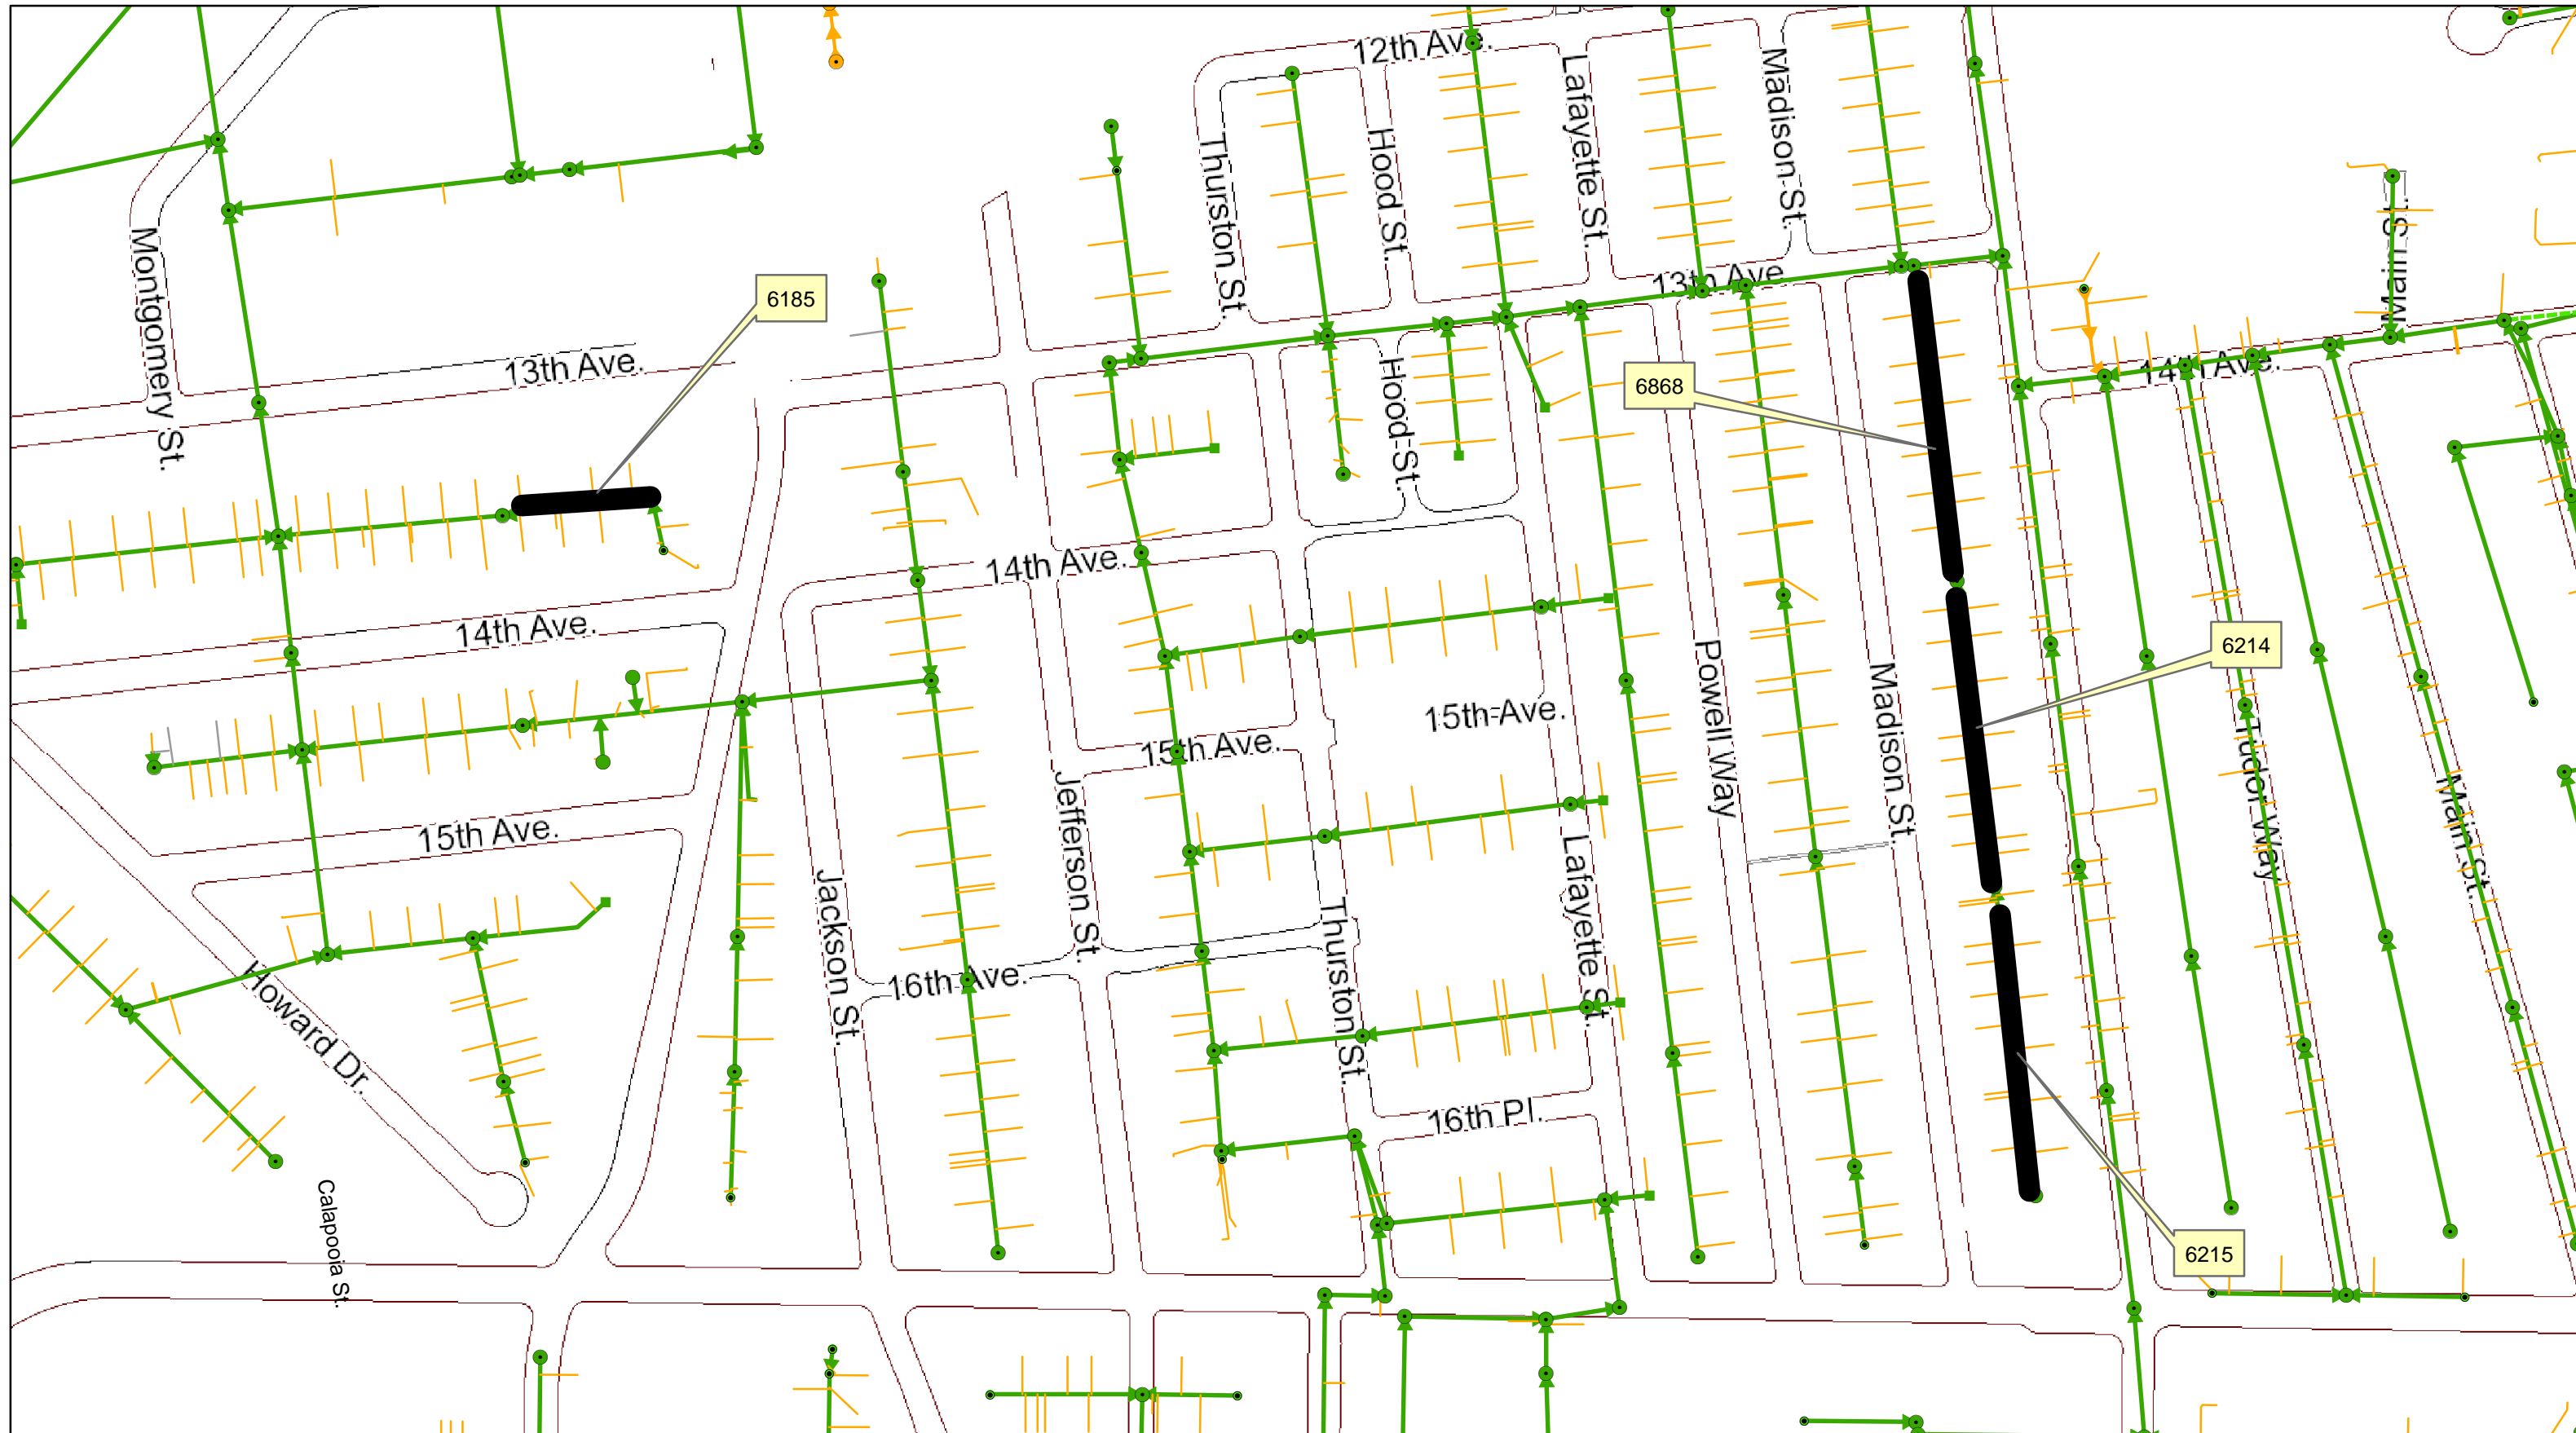 12th Ave.
Lafayette St.
Madison St.
Thurston St.
Hood St.
Main St.
Montgomery St.
13th Ave
6185
13th Ave.
14th Ave.
6868
Hood St.
14th Ave.
14th Ave.
6214
Powell Way
Madison St.
15th Ave.
15th Ave.
Tudor Way
Main St.
Jefferson St.
15th Ave.
Lafayette St.
Jackson St.
Thurston St.
16th Ave.
Howard Dr.
16th Pl.
Calapooia St.
6215